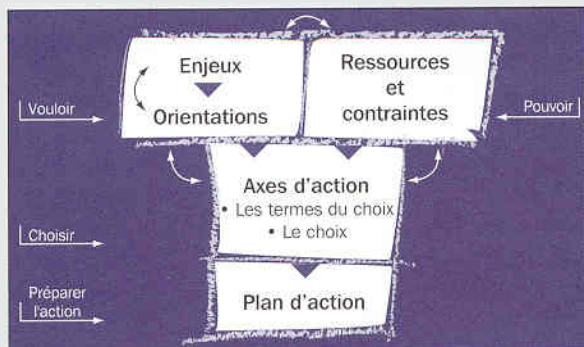 Enjeux
Orientations
Ressources
et
contraintes
Vouloir
Pouvoir
Axes d'action
• Les termes du choix
• Le choix
Choisir
Préparer
l'action
Plan d'action